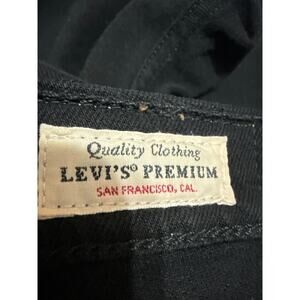 Quality Clothing
LEVI'S® PREMIUM
SAN FRANCISCO, CAL.